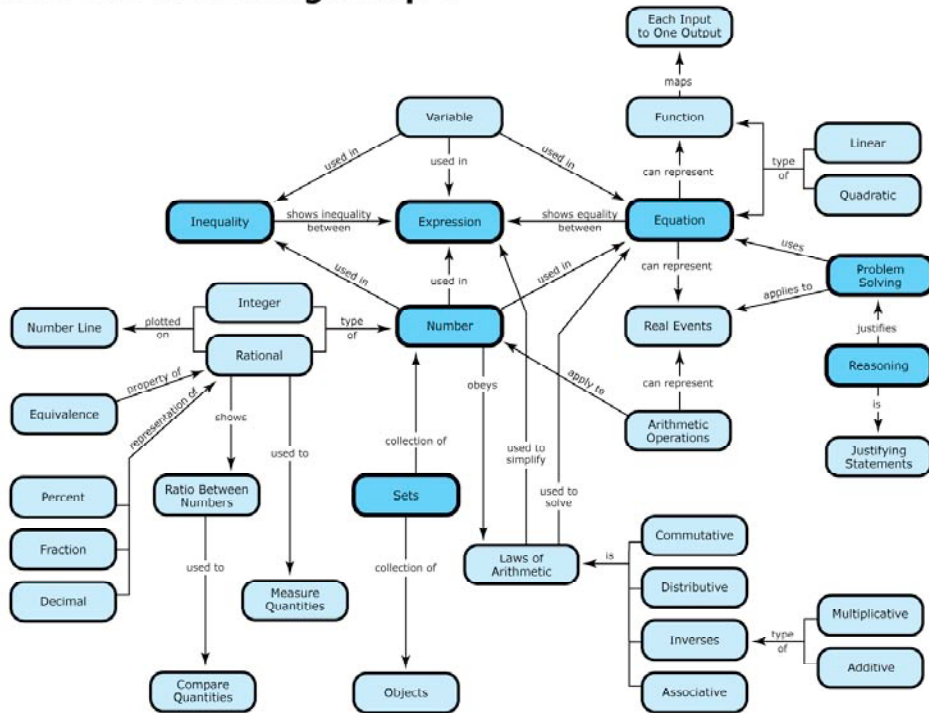 Each Input
to One Output
maps
Variable
Function
Linear
used in
used in
used in
can represent
type
of
Quadratic
Inequality
shows inequality
between
Expression
shows equality
between
Equation
uses
used in
used in
used in
can represent
Problem
Solving
applies to
Integer
Number Line
plotted
on
type
of
Number
Real Events
justifies
Rational
obeys
apply to
can represent
Reasoning
Equivalence
property of
representation of
shows
is
Arithmetic
Operations
used to
collection of
used to
simplify
Justifying
Statements
Percent
Ratio Between
Numbers
Sets
used to
solve
Fraction
used to
collection of
Laws of
Arithmetic
is
Commutative
Decimal
Measure
Quantities
Distributive
Multiplicative
Inverses
type
of
Additive
Compare
Quantities
Objects
Associative